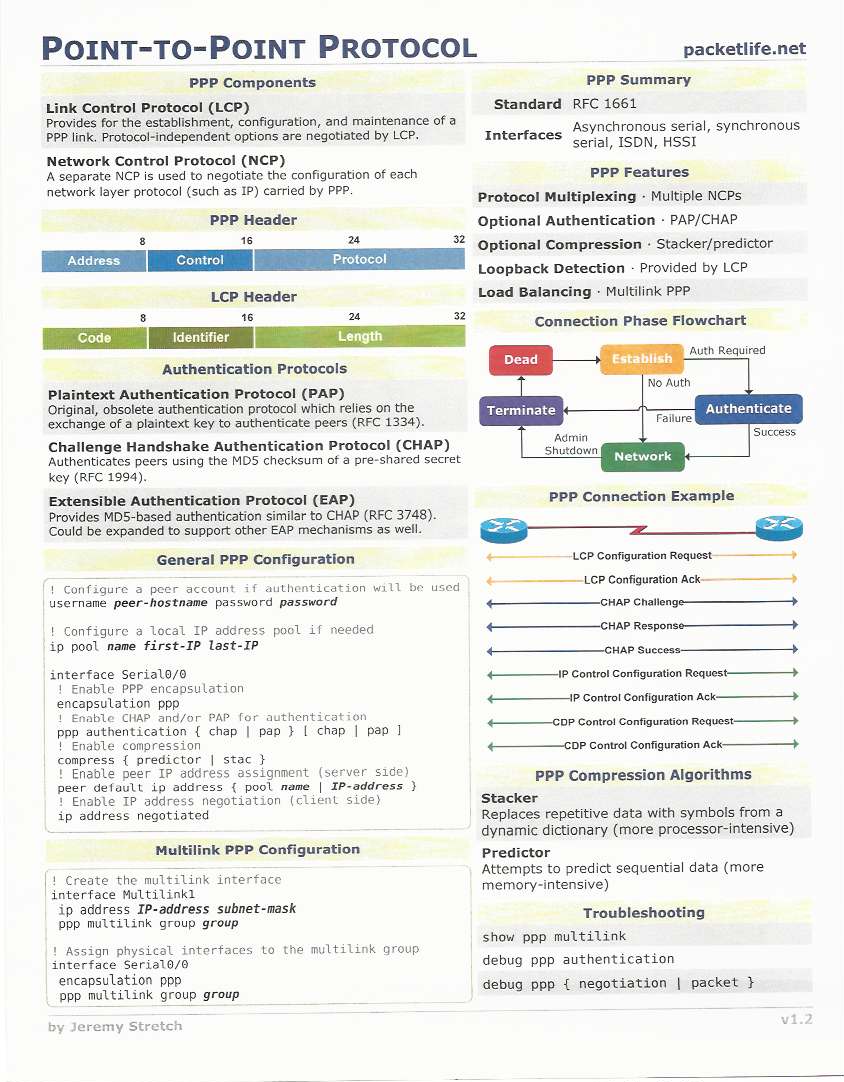 POINT-TO-POINT PROTOCOL
packetlife.net
PPP Components
Link Control Protocol (LCP)
Provides for the establishment, configuration, and maintenance of a
PPP link. Protocol-independent options are negotiated by LCP.
Network Control Protocol (NCP)
A separate NCP is used to negotiate the configuration of each
network layer protocol (such as IP) carried by PPP.
PPP Header
8 16 24 32
Address Control Protocol
LCP Header
8 16 24 32
Code Identifier Length
Authentication Protocols
Plaintext Authentication Protocol (PAP)
Original, obsolete authentication protocol which relies on the
exchange of a plaintext key to authenticate peers (RFC 1334).
Challenge Handshake Authentication Protocol (CHAP)
Authenticates peers using the MD5 checksum of a pre-shared secret
key (RFC 1994).
Extensible Authentication Protocol (EAP)
Provides MD5-based authentication similar to CHAP (RFC 3748).
Could be expanded to support other EAP mechanisms as well.
General PPP Configuration
! Configure a peer account if authentication will be used
username peer-hostname password password
! Configure a local IP address pool if needed
ip pool name first-IP last-IP
interface Serial0/0
! Enable PPP encapsulation
encapsulation ppp
! Enable CHAP and/or PAP for authentication
ppp authentication { chap | pap } [ chap | pap ]
! Enable compression
compress { predictor | stac }
! Enable peer IP address assignment (server side)
peer default ip address { pool name | IP-address }
! Enable IP address negotiation (client side)
ip address negotiated
Multilink PPP Configuration
! Create the multilink interface
interface Multilink1
ip address IP-address subnet-mask
ppp multilink group group
! Assign physical interfaces to the multilink group
interface Serial0/0
encapsulation ppp
ppp multilink group group
PPP Summary
Standard RFC 1661
Interfaces Asynchronous serial, synchronous
serial, ISDN, HSSI
PPP Features
Protocol Multiplexing · Multiple NCPs
Optional Authentication · PAP/CHAP
Optional Compression · Stacker/predictor
Loopback Detection · Provided by LCP
Load Balancing · Multilink PPP
Connection Phase Flowchart
Dead
Establish
Auth Required
No Auth
Terminate
Authenticate
Failure
Success
Admin
Shutdown
Network
PPP Connection Example
LCP Configuration Request
LCP Configuration Ack
CHAP Challenge
CHAP Response
CHAP Success
IP Control Configuration Request
IP Control Configuration Ack
CDP Control Configuration Request
CDP Control Configuration Ack
PPP Compression Algorithms
Stacker
Replaces repetitive data with symbols from a
dynamic dictionary (more processor-intensive)
Predictor
Attempts to predict sequential data (more
memory-intensive)
Troubleshooting
show ppp multilink
debug ppp authentication
debug ppp { negotiation | packet }
by Jeremy Stretch
v1.2